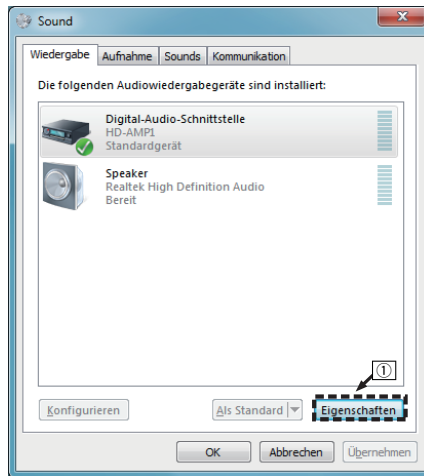 Sound
Wiedergabe Aufnahme Sounds Kommunikation
Die folgenden Audiowiedergabegeräte sind installiert:
Digital-Audio-Schnittstelle
HD-AMP1
Standardgerät
Speaker
Realtek High Definition Audio
Bereit
①
Konfigurieren Als Standard Eigenschaften
OK Abbrechen Übernehmen